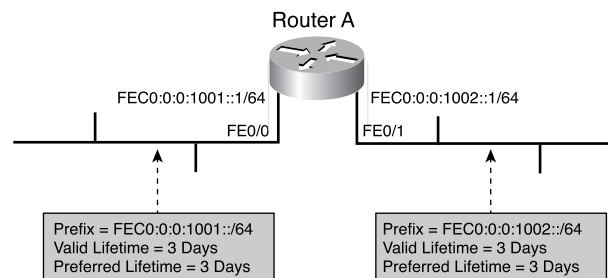 Router A
FEC0:0:0:1001::1/64
FEC0:0:0:1002::1/64
FE0/0
FE0/1
Prefix = FEC0:0:0:1001::/64
Valid Lifetime = 3 Days
Preferred Lifetime = 3 Days
Prefix = FEC0:0:0:1002::/64
Valid Lifetime = 3 Days
Preferred Lifetime = 3 Days